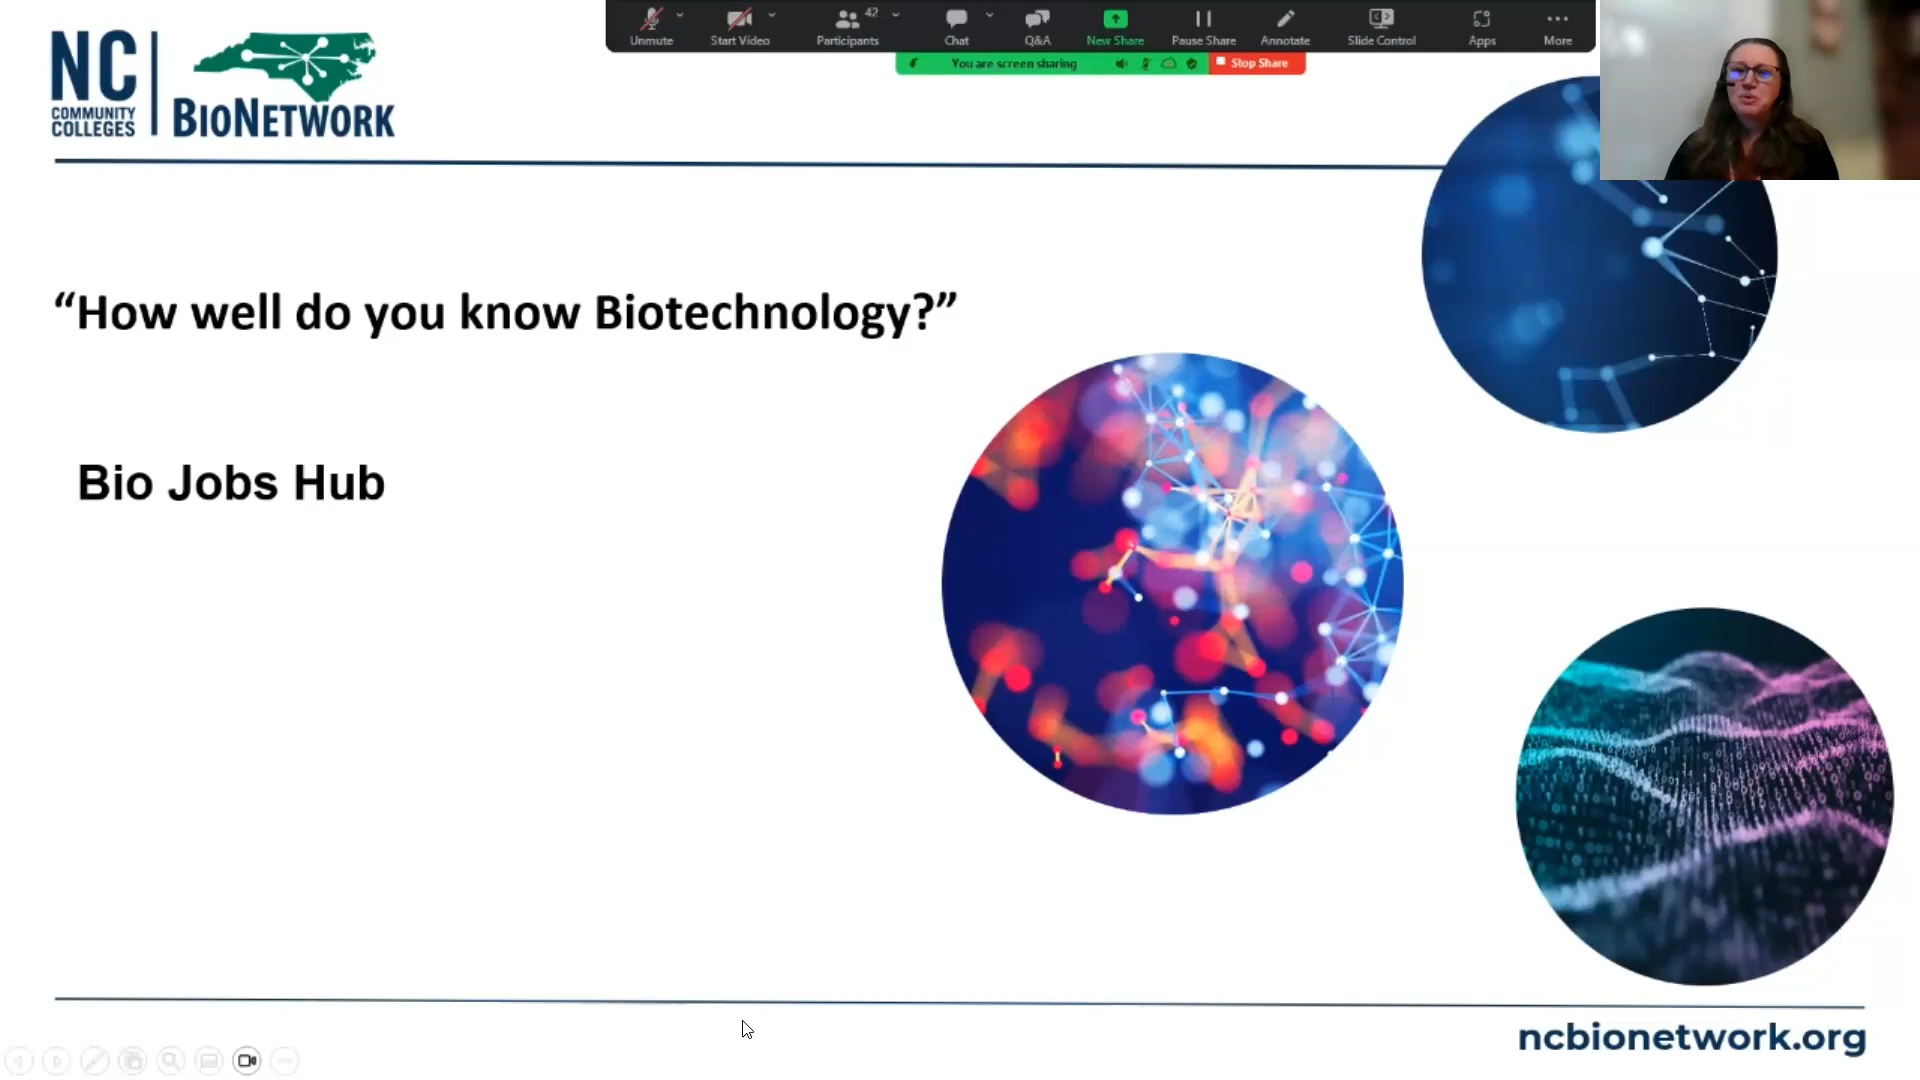 NC
COMMUNITY
COLLEGES
BIONETWORK
Unmute
Start Video
Participants
42
Chat
Q&A
New Share
Pause Share
Annotate
Slide Control
Apps
More
You are screen sharing
Stop Share
“How well do you know Biotechnology?”
Bio Jobs Hub
ncbionetwork.org